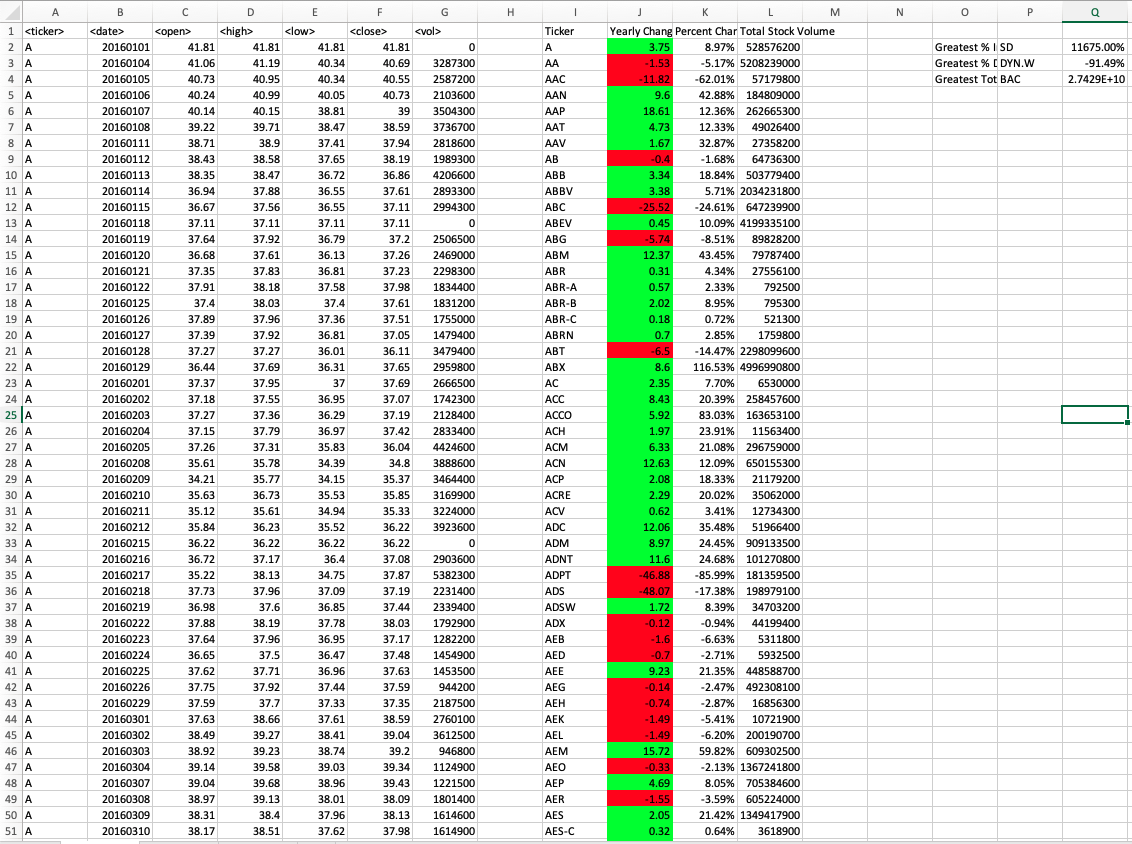 A B C D E F G H I J K L M N O P Q
1 <ticker> <date> <open> <high> <low> <close> <vol> Ticker Yearly Chang Percent Char Total Stock Volume
2 A 20160101 41.81 41.81 41.81 41.81 0 A 3.75 8.97% 528576200 Greatest % I SD 11675.00%
3 A 20160104 41.06 41.19 40.34 40.69 3287300 AA -1.53 -5.17% 5208239000 Greatest % D DYN.W -91.49%
4 A 20160105 40.73 40.95 40.34 40.55 2587200 AAC -11.82 -62.01% 57179800 Greatest Tot BAC 2.7429E+10
5 A 20160106 40.24 40.99 40.05 40.73 2103600 AAN 9.6 42.88% 184809000
6 A 20160107 40.14 40.15 38.81 39 3504300 AAP 18.61 12.36% 262665300
7 A 20160108 39.22 39.71 38.47 38.59 3736700 AAT 4.73 12.33% 49026400
8 A 20160111 38.71 38.9 37.41 37.94 2818600 AAV 1.67 32.87% 27358200
9 A 20160112 38.43 38.58 37.65 38.19 1989300 AB -0.4 -1.68% 64736300
10 A 20160113 38.35 38.47 36.72 36.86 4206600 ABB 3.34 18.84% 503779400
11 A 20160114 36.94 37.88 36.55 37.61 2893300 ABBV 3.38 5.71% 2034231800
12 A 20160115 36.67 37.56 36.55 37.11 2994300 ABC -25.52 -24.61% 647239900
13 A 20160118 37.11 37.11 37.11 37.11 0 ABEV 0.45 10.09% 4199335100
14 A 20160119 37.64 37.92 36.79 37.2 2506500 ABG -5.74 -8.51% 89828200
15 A 20160120 36.68 37.61 36.13 37.26 2469000 ABM 12.37 43.45% 79787400
16 A 20160121 37.35 37.83 36.81 37.23 2298300 ABR 0.31 4.34% 27556100
17 A 20160122 37.91 38.18 37.58 37.98 1834400 ABR-A 0.57 2.33% 792500
18 A 20160125 37.4 38.03 37.4 37.61 1831200 ABR-B 2.02 8.95% 795300
19 A 20160126 37.89 37.96 37.36 37.51 1755000 ABR-C 0.18 0.72% 521300
20 A 20160127 37.39 37.92 36.81 37.05 1479400 ABRN 0.7 2.85% 1759800
21 A 20160128 37.27 37.27 36.01 36.11 3479400 ABT -6.5 -14.47% 2298099600
22 A 20160129 36.44 37.69 36.31 37.65 2959800 ABX 8.6 116.53% 4996990800
23 A 20160201 37.37 37.95 37 37.69 2666500 AC 2.35 7.70% 6530000
24 A 20160202 37.18 37.55 36.95 37.07 1742300 ACC 8.43 20.39% 258457600
25 A 20160203 37.27 37.36 36.29 37.19 2128400 ACCO 5.92 83.03% 163653100
26 A 20160204 37.15 37.79 36.97 37.42 2833400 ACH 1.97 23.91% 11563400
27 A 20160205 37.26 37.31 35.83 36.04 4424600 ACM 6.33 21.08% 296759000
28 A 20160208 35.61 35.78 34.39 34.8 3888600 ACN 12.63 12.09% 650155300
29 A 20160209 34.21 35.77 34.15 35.37 3464400 ACP 2.08 18.33% 21179200
30 A 20160210 35.63 36.73 35.53 35.85 3169900 ACRE 2.29 20.02% 35062000
31 A 20160211 35.12 35.61 34.94 35.33 3224000 ACV 0.62 3.41% 12734300
32 A 20160212 35.84 36.23 35.52 36.22 3923600 ADC 12.06 35.48% 51966400
33 A 20160215 36.22 36.22 36.22 36.22 0 ADM 8.97 24.45% 909133500
34 A 20160216 36.72 37.17 36.4 37.08 2903600 ADNT 11.6 24.68% 101270800
35 A 20160217 35.22 38.13 34.75 37.87 5382300 ADPT -46.88 -85.99% 181359500
36 A 20160218 37.73 37.96 37.09 37.19 2231400 ADS -48.07 -17.38% 198979100
37 A 20160219 36.98 37.6 36.85 37.44 2339400 ADSW 1.72 8.39% 34703200
38 A 20160222 37.88 38.19 37.78 38.03 1792900 ADX -0.12 -0.94% 44199400
39 A 20160223 37.64 37.96 36.95 37.17 1282200 AEB -1.6 -6.63% 5311800
40 A 20160224 36.65 37.5 36.47 37.48 1454900 AED -0.7 -2.71% 5932500
41 A 20160225 37.62 37.71 36.96 37.63 1453500 AEE 9.23 21.35% 448588700
42 A 20160226 37.75 37.92 37.44 37.59 944200 AEG -0.14 -2.47% 492308100
43 A 20160229 37.59 37.7 37.33 37.35 2187500 AEH -0.74 -2.87% 16856300
44 A 20160301 37.63 38.66 37.61 38.59 2760100 AEK -1.49 -5.41% 10721900
45 A 20160302 38.49 39.27 38.41 39.04 3612500 AEL -1.49 -6.20% 200190700
46 A 20160303 38.92 39.23 38.74 39.2 946800 AEM 15.72 59.82% 609302500
47 A 20160304 39.14 39.58 39.03 39.34 1124900 AEO -0.33 -2.13% 1367241800
48 A 20160307 39.04 39.68 38.96 39.43 1221500 AEP 4.69 8.05% 705384600
49 A 20160308 38.97 39.13 38.01 38.09 1801400 AER -1.55 -3.59% 605224000
50 A 20160309 38.31 38.4 37.96 38.13 1614600 AES 2.05 21.42% 1349417900
51 A 20160310 38.17 38.51 37.62 37.98 1614900 AES-C 0.32 0.64% 3618900